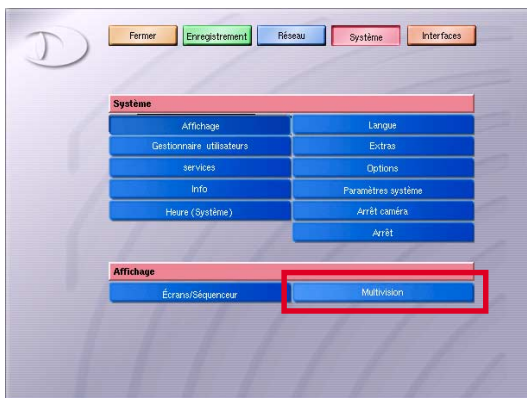 Fermer Enregistrement Réseau Système Interfaces
Système
Affichage Langue
Gestionnaire utilisateurs Extras
services Options
Info Paramètres système
Heure (Système) Arrêt caméra
Arrêt
Affichage
Écrans/Séquenceur Multivision